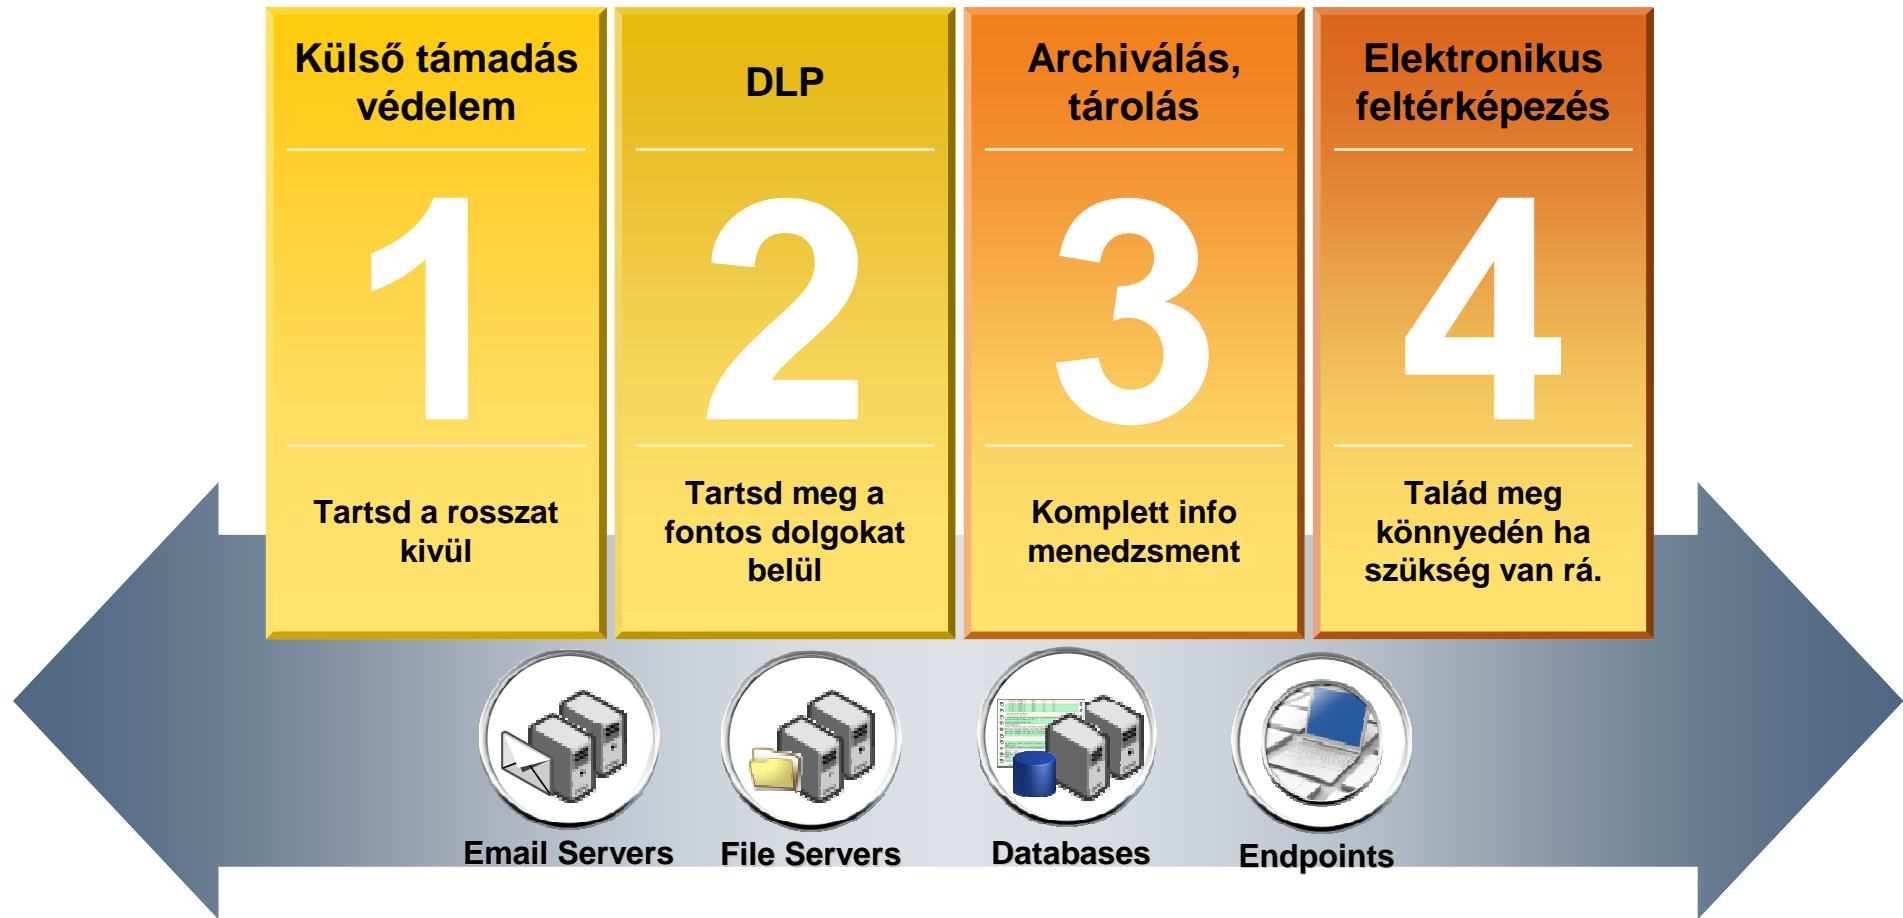 Külső támadás
védelem
1
Tartsd a rosszat
kivül
DLP
2
Tartsd meg a
fontos dolgokat
belül
Archiválás,
tárolás
3
Komplett info
menedzsment
Elektronikus
feltérképezés
4
Talád meg
könnyedén ha
szükség van rá.
Email Servers
File Servers
Databases
Endpoints